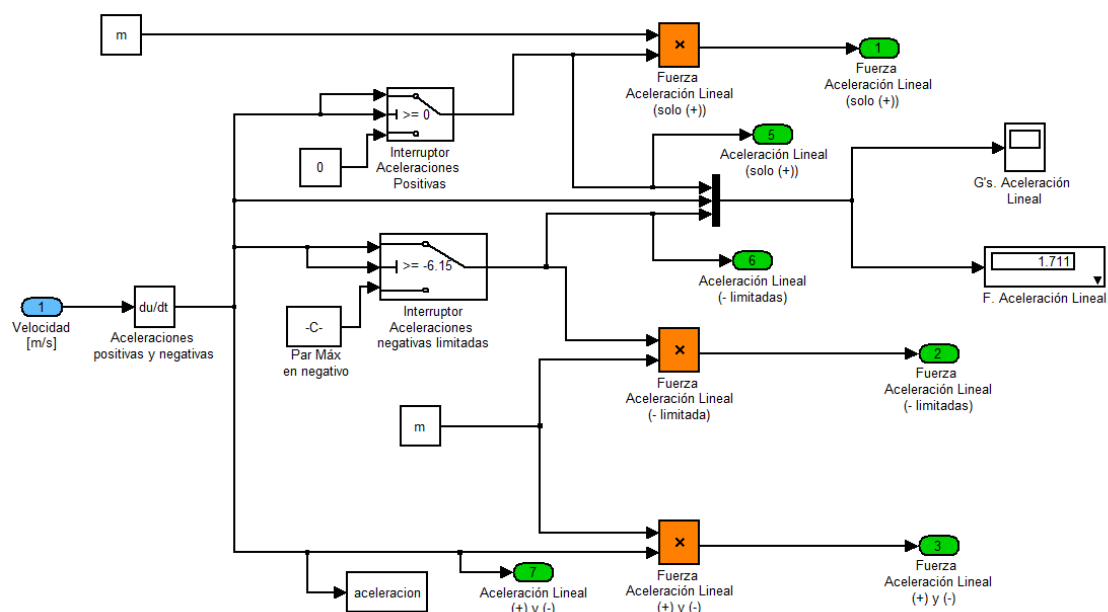 m
×
1
Fuerza
Aceleración Lineal
(solo (+))
Fuerza
Aceleración Lineal
(solo (+))
>= 0
Interruptor
Aceleraciones
Positivas
0
5
Aceleración Lineal
(solo (+))
G's. Aceleración
Lineal
>= -6.15
Interruptor
Aceleraciones
negativas limitadas
6
Aceleración Lineal
(- limitadas)
1.711
F. Aceleración Lineal
1
Velocidad
[m/s]
du/dt
Aceleraciones
positivas y negativas
-C-
Par Máx
en negativo
×
Fuerza
Aceleración Lineal
(- limitada)
2
Fuerza
Aceleración Lineal
(- limitadas)
m
×
Fuerza
Aceleración Lineal
(+) y (-)
3
Fuerza
Aceleración Lineal
(+) y (-)
aceleracion
7
Aceleración Lineal
(+) y (-)